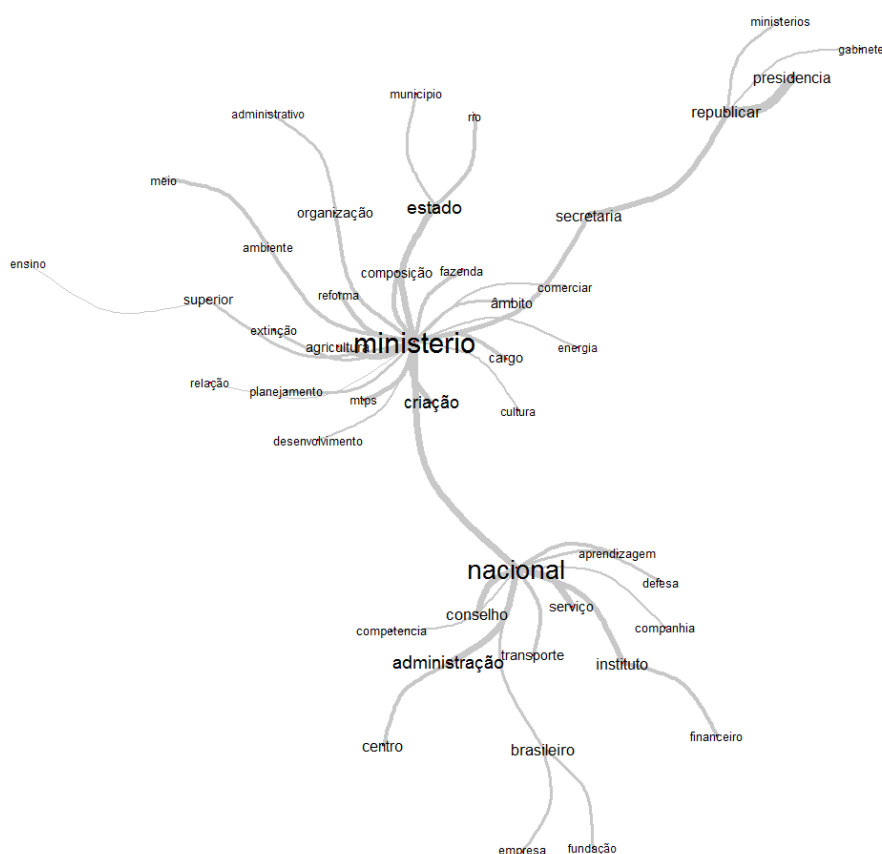 ministerios
gabinete
presidencia
republicar
municipio
administrativo
rio
meio
organização
estado
secretaria
ambiente
ensino
composição
fazenda
comerciar
superior
reforma
âmbito
extinção
agricultura
ministerio
energia
cargo
relação
planejamento
mtps
criação
cultura
desenvolvimento
nacional
aprendizagem
defesa
conselho
serviço
competencia
companhia
administração
transporte
instituto
centro
brasileiro
financeiro
empresa
fundação